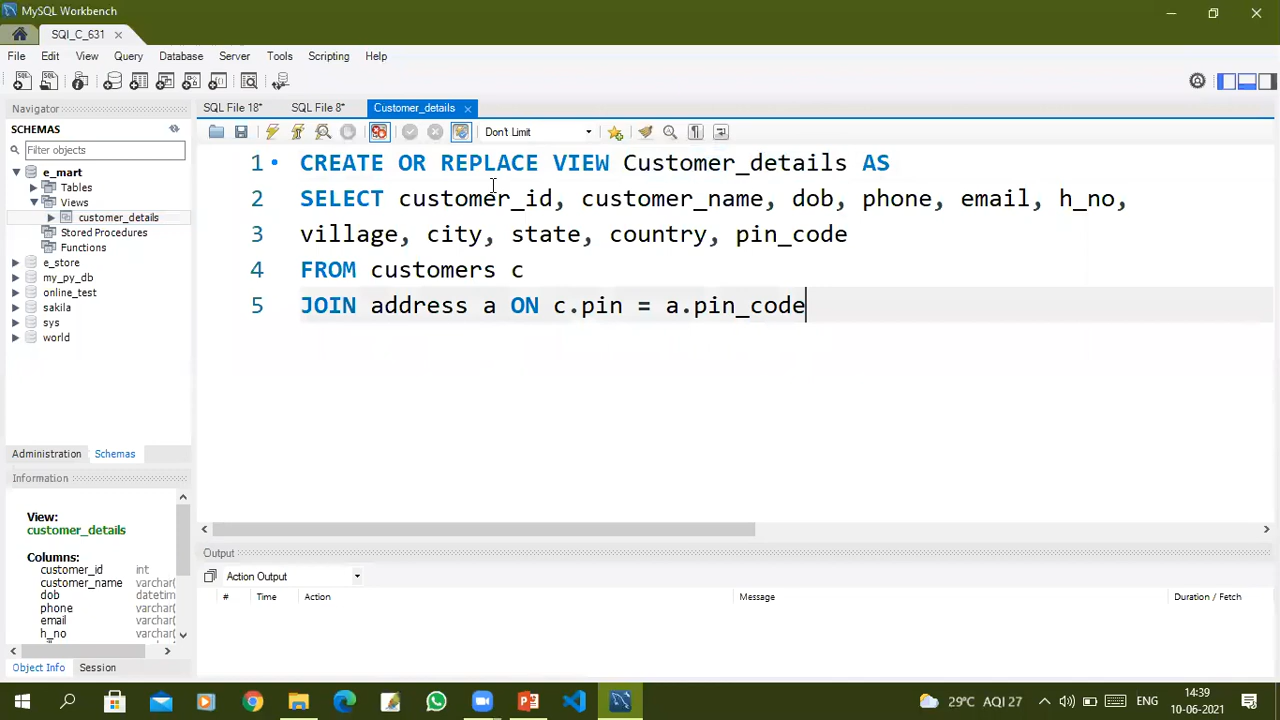 MySQL Workbench
SQl_C_631
File Edit View Query Database Server Tools Scripting Help
Navigator
SCHEMAS
Filter objects
e_mart
Tables
Views
customer_details
Stored Procedures
Functions
e_store
my_py_db
online_test
sakila
sys
world
Administration Schemas
Information
View:
customer_details
Columns:
customer_id int
customer_name varchar(
dob datetim
phone varchar(
email varchar(
h_no varchar(
Object Info Session
SQL File 18* SQL File 8* Customer_details
Don't Limit
1 CREATE OR REPLACE VIEW Customer_details AS
2 SELECT customer_id, customer_name, dob, phone, email, h_no,
3 village, city, state, country, pin_code
4 FROM customers c
5 JOIN address a ON c.pin = a.pin_code
Output
Action Output
# Time Action Message Duration / Fetch
29°C AQI 27 ENG 14:39
10-06-2021